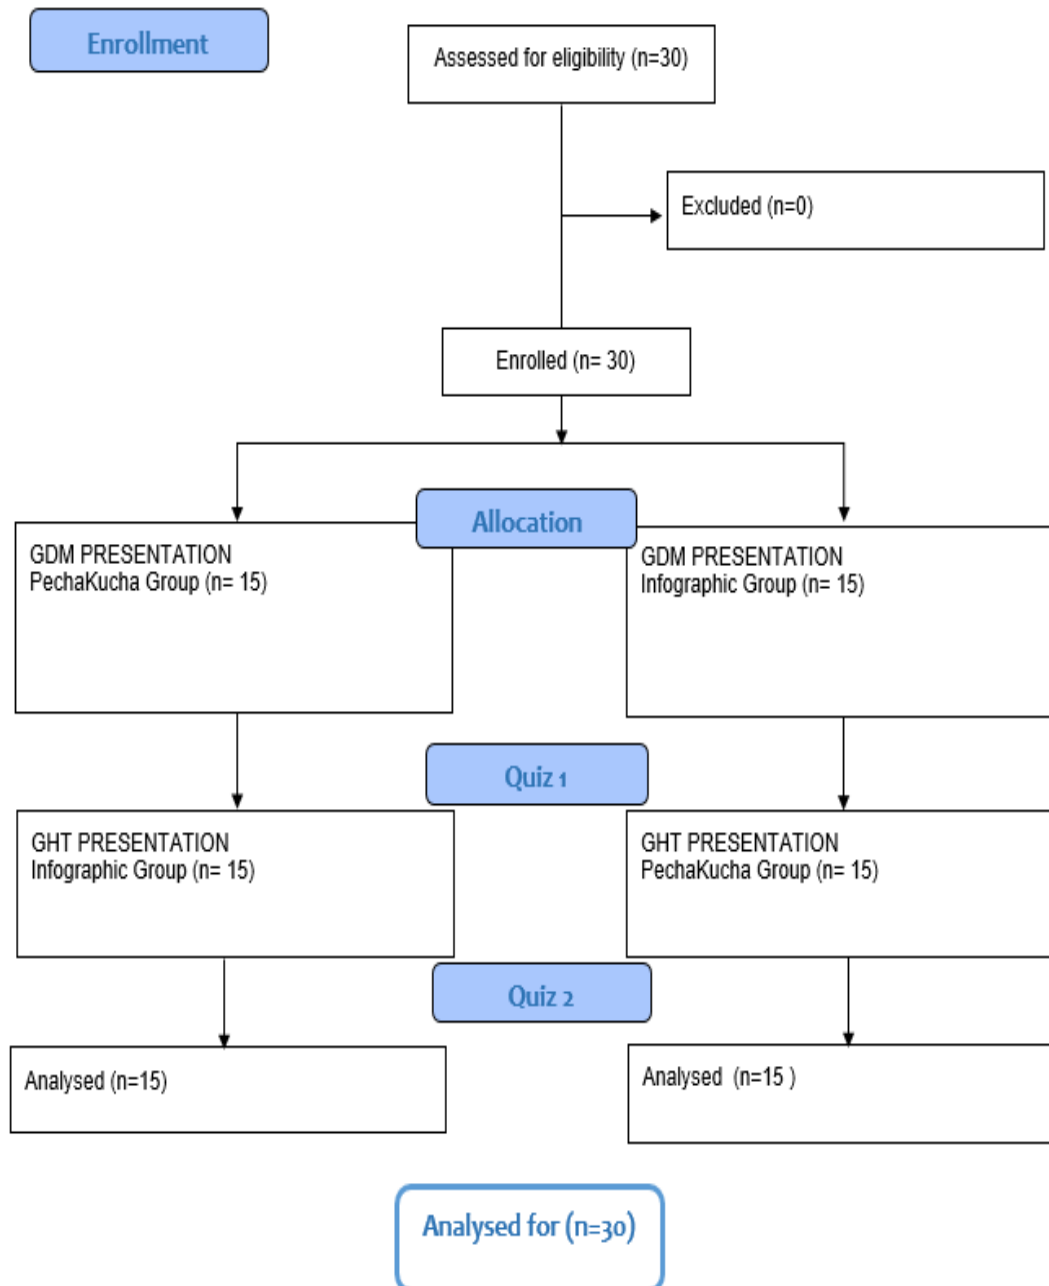 Enrollment
Assessed for eligibility (n=30)
Excluded (n=0)
Enrolled (n= 30)
Allocation
GDM PRESENTATION
PechaKucha Group (n= 15)
GDM PRESENTATION
Infographic Group (n= 15)
Quiz 1
GHT PRESENTATION
Infographic Group (n= 15)
GHT PRESENTATION
PechaKucha Group (n= 15)
Quiz 2
Analysed (n=15)
Analysed  (n=15 )
Analysed for (n=30)